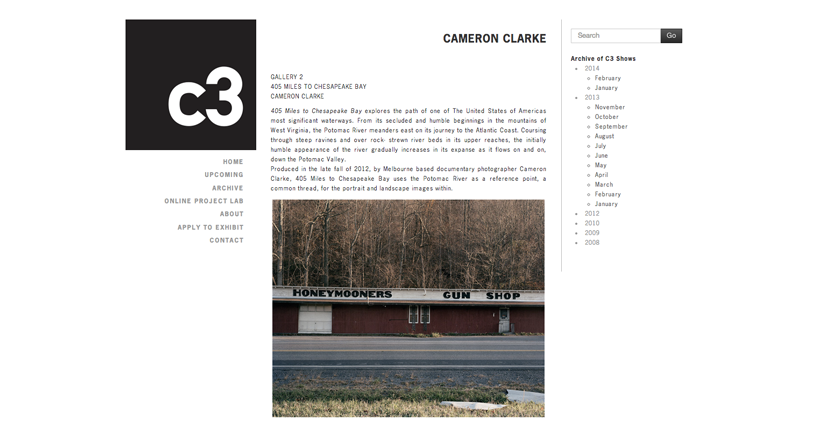 c3
HOME
UPCOMING
ARCHIVE
ONLINE PROJECT LAB
ABOUT
APPLY TO EXHIBIT
CONTACT
CAMERON CLARKE
GALLERY 2
405 MILES TO CHESAPEAKE BAY
CAMERON CLARKE
405 Miles to Chesapeake Bay explores the path of one of The United States of Americas
most significant waterways. From its secluded and humble beginnings in the mountains of
West Virginia, the Potomac River meanders east on its journey to the Atlantic Coast. Coursing
through steep ravines and over rock- strewn river beds in its upper reaches, the initially
humble appearance of the river gradually increases in its expanse as it flows on and on,
down the Potomac Valley.
Produced in the late fall of 2012, by Melbourne based documentary photographer Cameron
Clarke, 405 Miles to Chesapeake Bay uses the Potomac River as a reference point, a
common thread, for the portrait and landscape images within.
HONEYMOONERS GUN SHOP
Search Go
Archive of C3 Shows
2014
February
January
2013
November
October
September
August
July
June
May
April
March
February
January
2012
2010
2009
2008